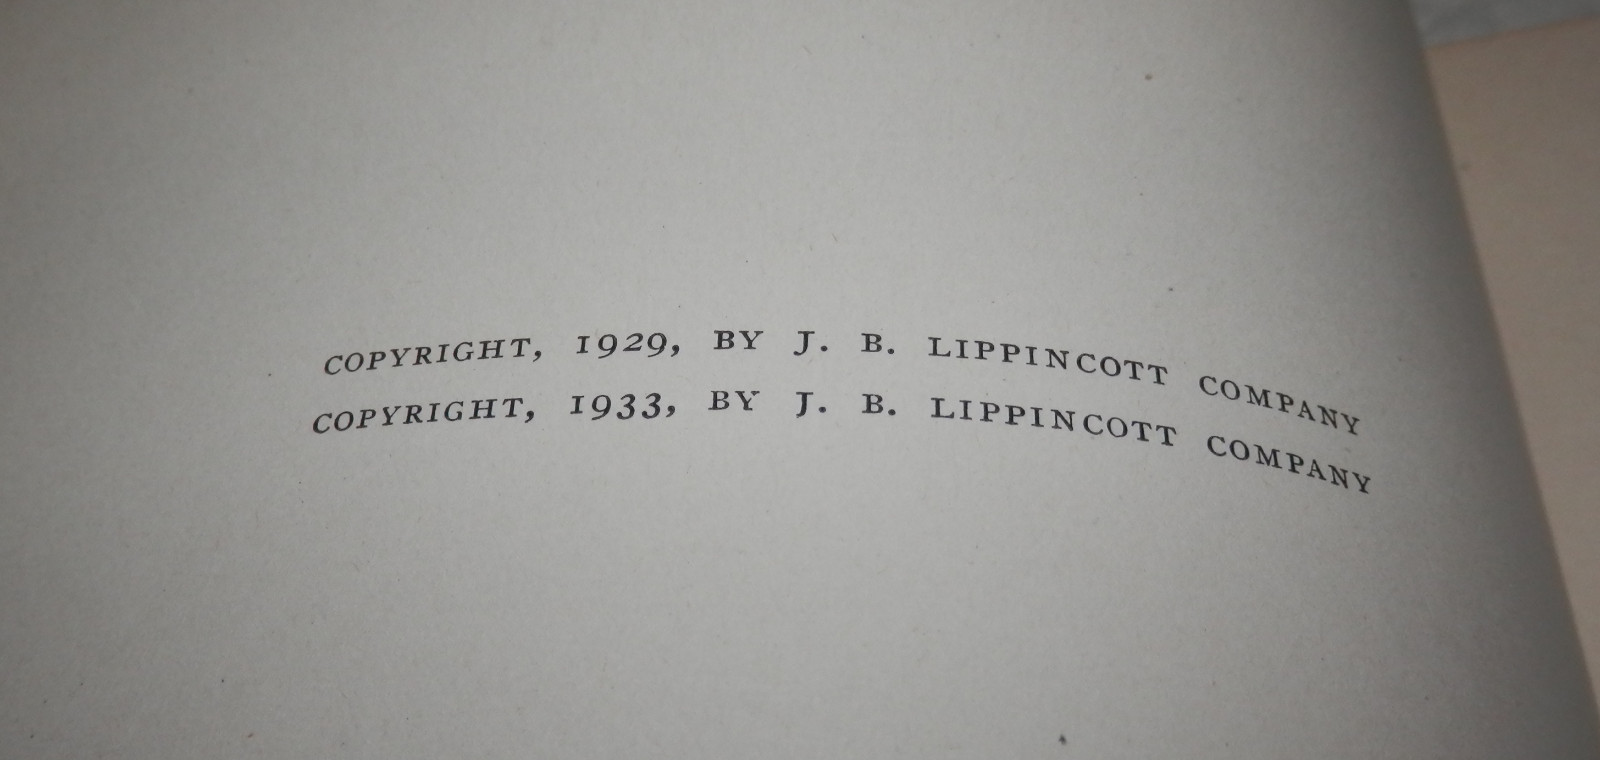 COPYRIGHT, 1929, BY J. B. LIPPINCOTT COMPANY
COPYRIGHT, 1933, BY J. B. LIPPINCOTT COMPANY